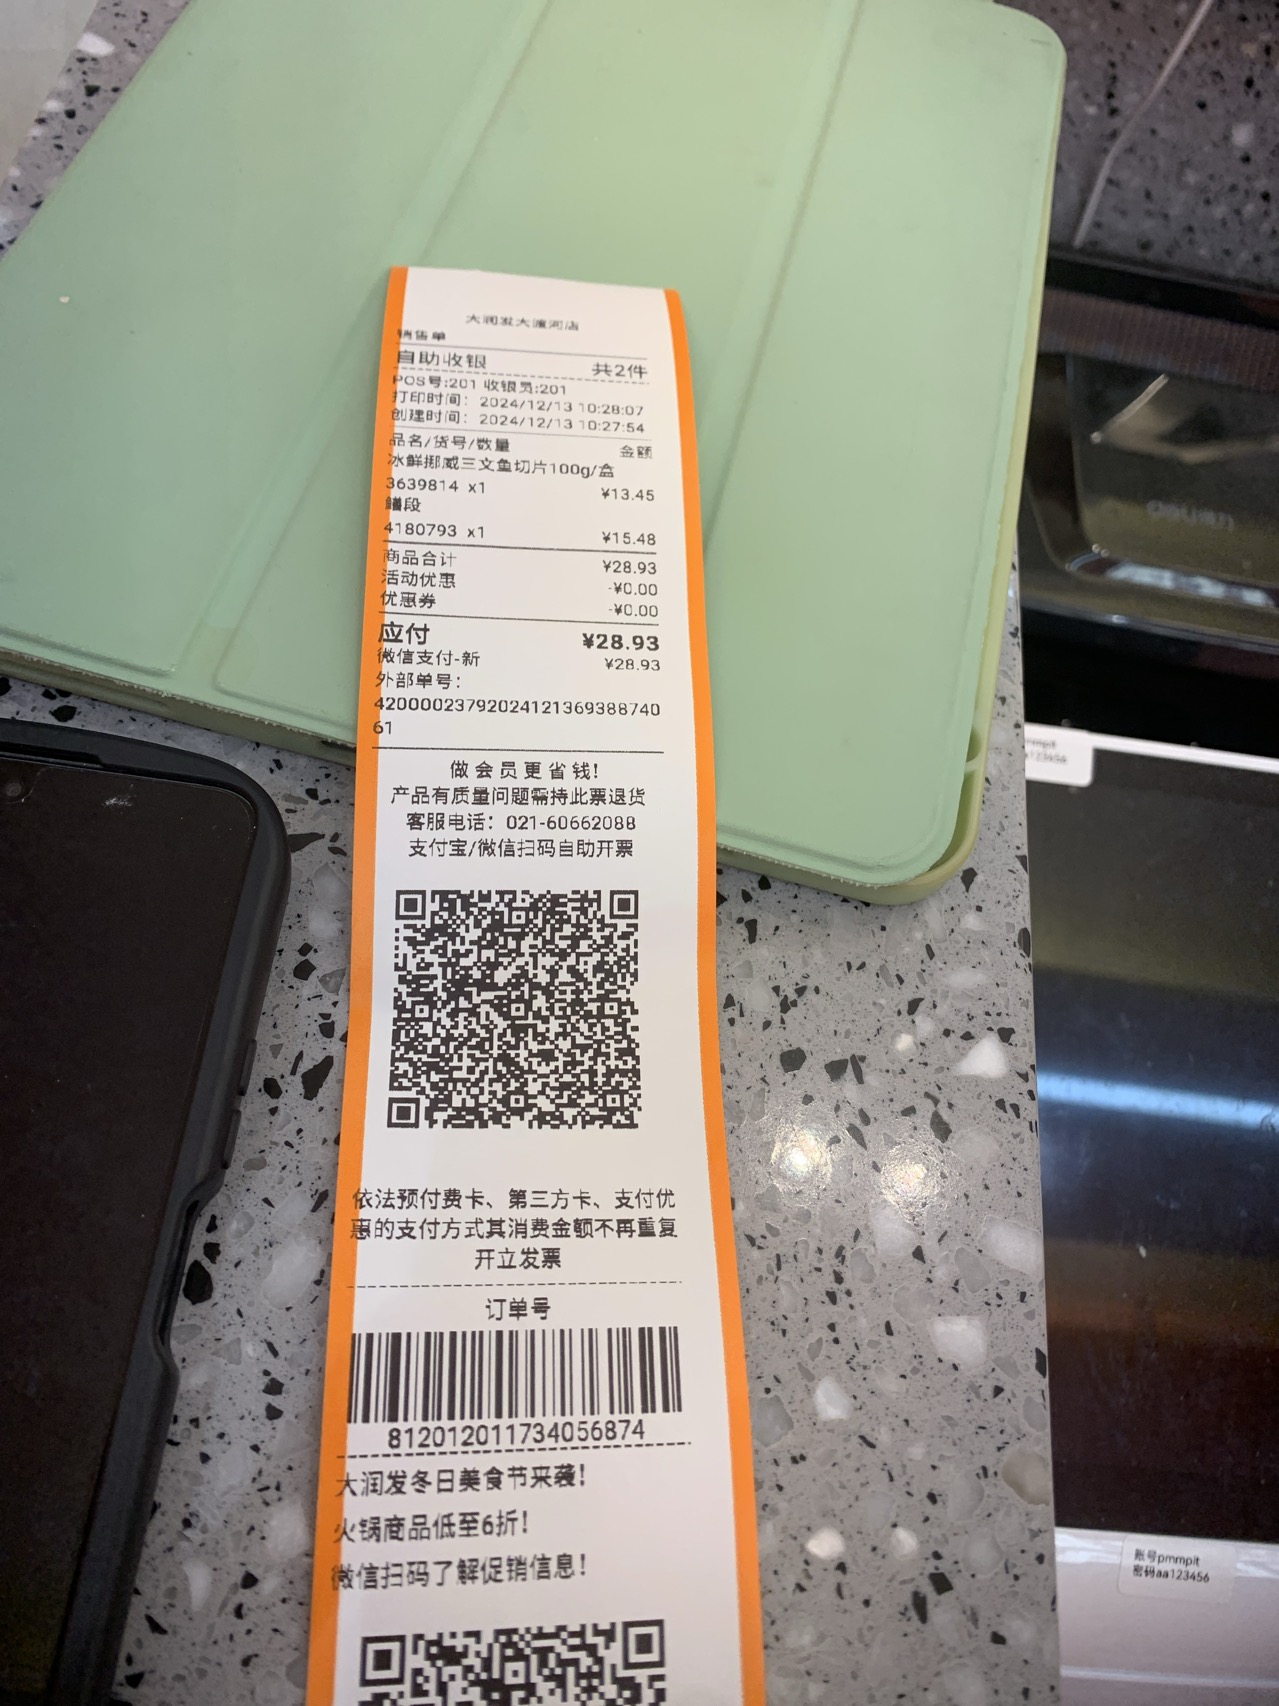 大润发大渡河店
销售单
自助收银 共2件
POS号:201 收银员:201
打印时间: 2024/12/13 10:28:07
创建时间: 2024/12/13 10:27:54
品名/货号/数量 金额
冰鲜挪威三文鱼切片100g/盒
3639814 x1 ¥13.45
鳝段
4180793 x1 ¥15.48
商品合计 ¥28.93
活动优惠 -¥0.00
优惠券 -¥0.00
应付 ¥28.93
微信支付-新 ¥28.93
外部单号:
42000023792024121369388740
61
做会员更省钱!
产品有质量问题需持此票退货
客服电话: 021-60662088
支付宝/微信扫码自助开票
依法预付费卡、第三方卡、支付优
惠的支付方式其消费金额不再重复
开立发票
订单号
812012011734056874
大润发冬日美食节来袭!
火锅商品低至6折!
微信扫码了解促销信息!
账号pmmpit
密码aa123456